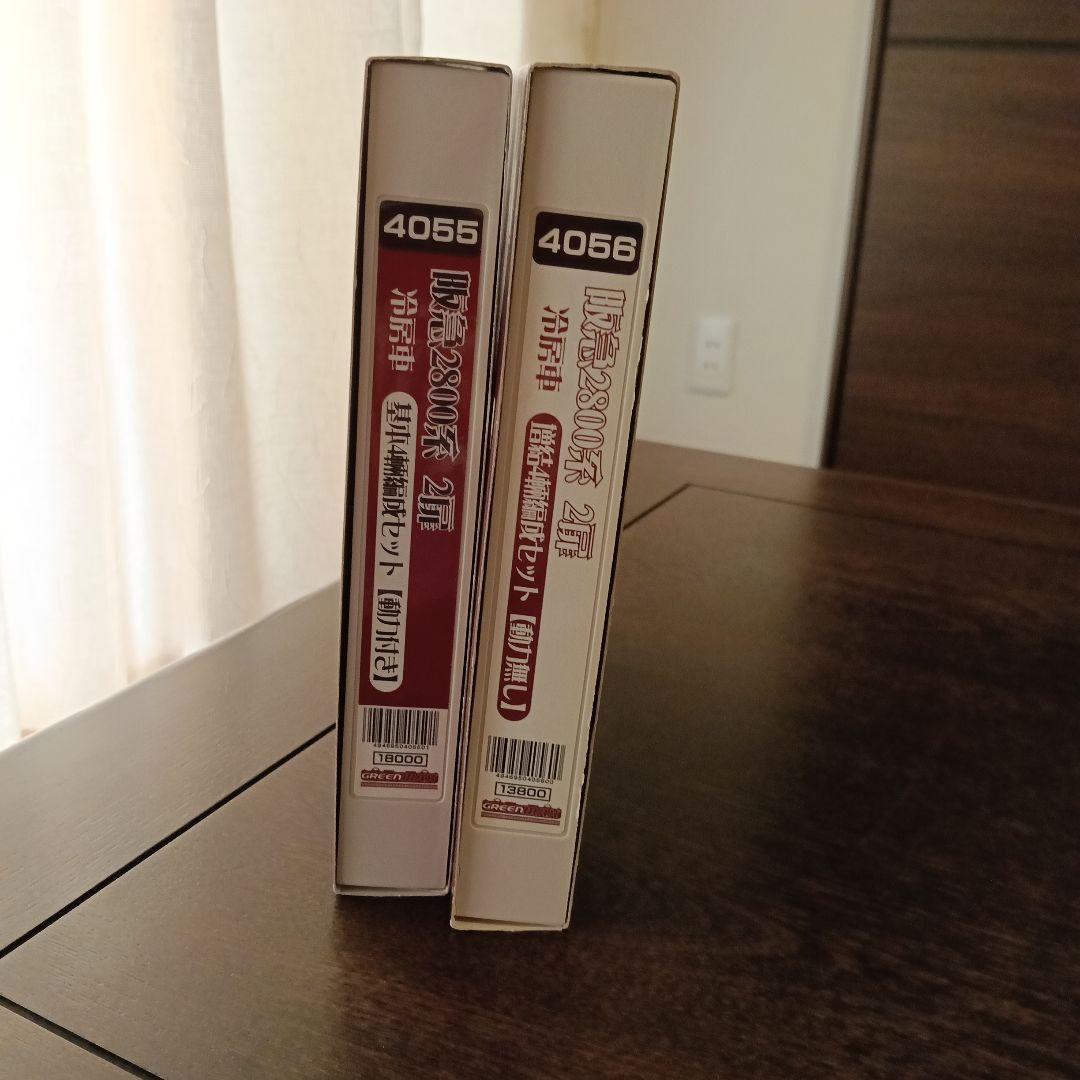 4055
阪急2800系 2扉
冷房車
基本4輛編成セット【動力付き】
4946950405501
18000
GREENMAX
4056
阪急2800系 2扉
冷房車
増結4輛編成セット【動力無し】
4946950405600
13800
GREENMAX